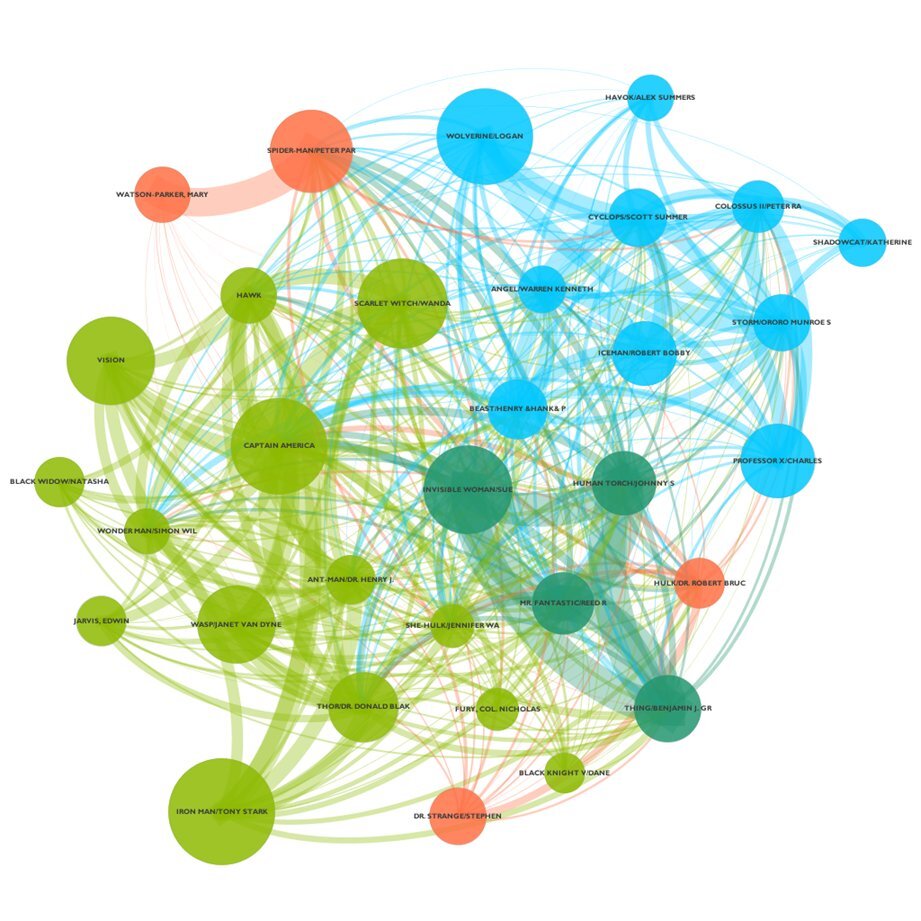 HAVOK/ALEX SUMMERS
WOLVERINE/LOGAN
SPIDER-MAN/PETER PAR
WATSON-PARKER, MARY
COLOSSUS II/PETER RA
CYCLOPS/SCOTT SUMMER
SHADOWCAT/KATHERINE
ANGEL/WARREN KENNETH
HAWK
SCARLET WITCH/WANDA
STORM/ORORO MUNROE S
ICEMAN/ROBERT BOBBY
VISION
BEAST/HENRY &HANK& P
CAPTAIN AMERICA
PROFESSOR X/CHARLES
BLACK WIDOW/NATASHA
HUMAN TORCH/JOHNNY S
INVISIBLE WOMAN/SUE
WONDER MAN/SIMON WIL
ANT-MAN/DR. HENRY J.
HULK/DR. ROBERT BRUC
MR. FANTASTIC/REED R
JARVIS, EDWIN
WASP/JANET VAN DYNE
SHE-HULK/JENNIFER WA
THOR/DR. DONALD BLAK
FURY, COL. NICHOLAS
THING/BENJAMIN J. GR
BLACK KNIGHT V/DANE
IRON MAN/TONY STARK
DR. STRANGE/STEPHEN